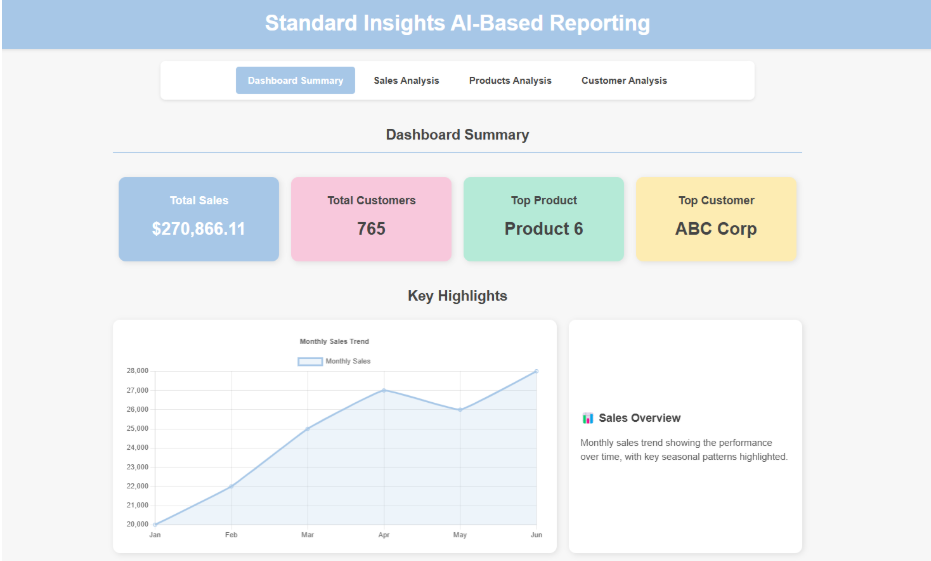 Standard Insights AI-Based Reporting
Dashboard Summary Sales Analysis Products Analysis Customer Analysis
Dashboard Summary
Total Sales
$270,866.11
Total Customers
765
Top Product
Product 6
Top Customer
ABC Corp
Key Highlights
Monthly Sales Trend
Monthly Sales
28,000
27,000
26,000
25,000
24,000
23,000
22,000
21,000
20,000
Jan Feb Mar Apr May Jun
Sales Overview
Monthly sales trend showing the performance
over time, with key seasonal patterns highlighted.